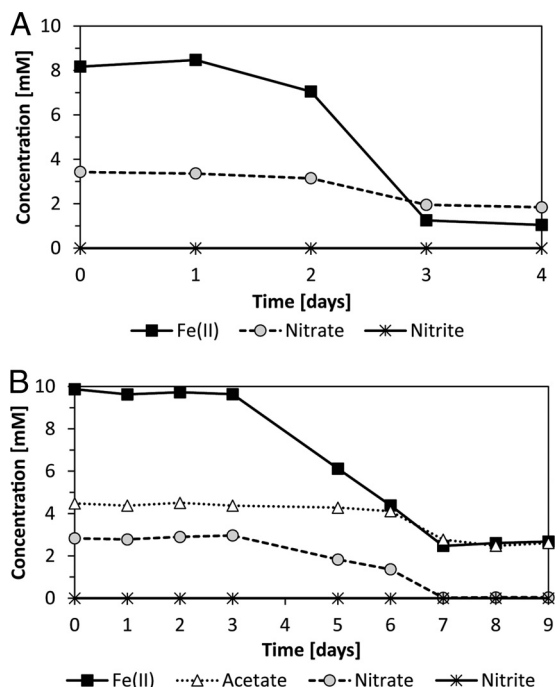 A
10
8
6
4
2
0
Concentration [mM]
0 1 2 3 4
Time [days]
Fe(II) Nitrate Nitrite
B
10
8
6
4
2
0
Concentration [mM]
0 1 2 3 4 5 6 7 8 9
Time [days]
Fe(II) Acetate Nitrate Nitrite